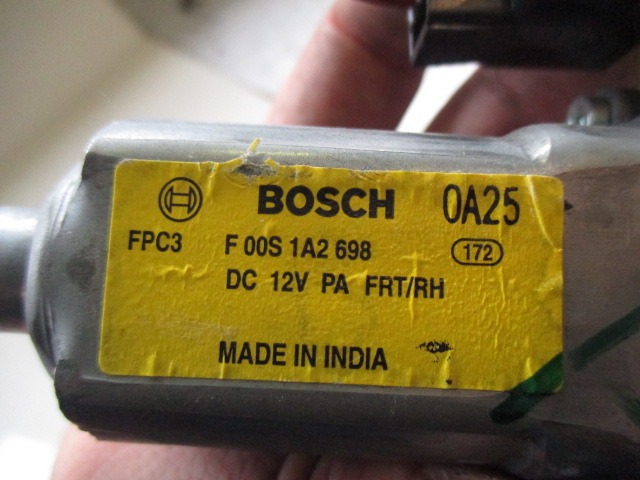 BOSCH 0A25
FPC3 F 00S 1A2 698 172
DC 12V PA FRT/RH
MADE IN INDIA